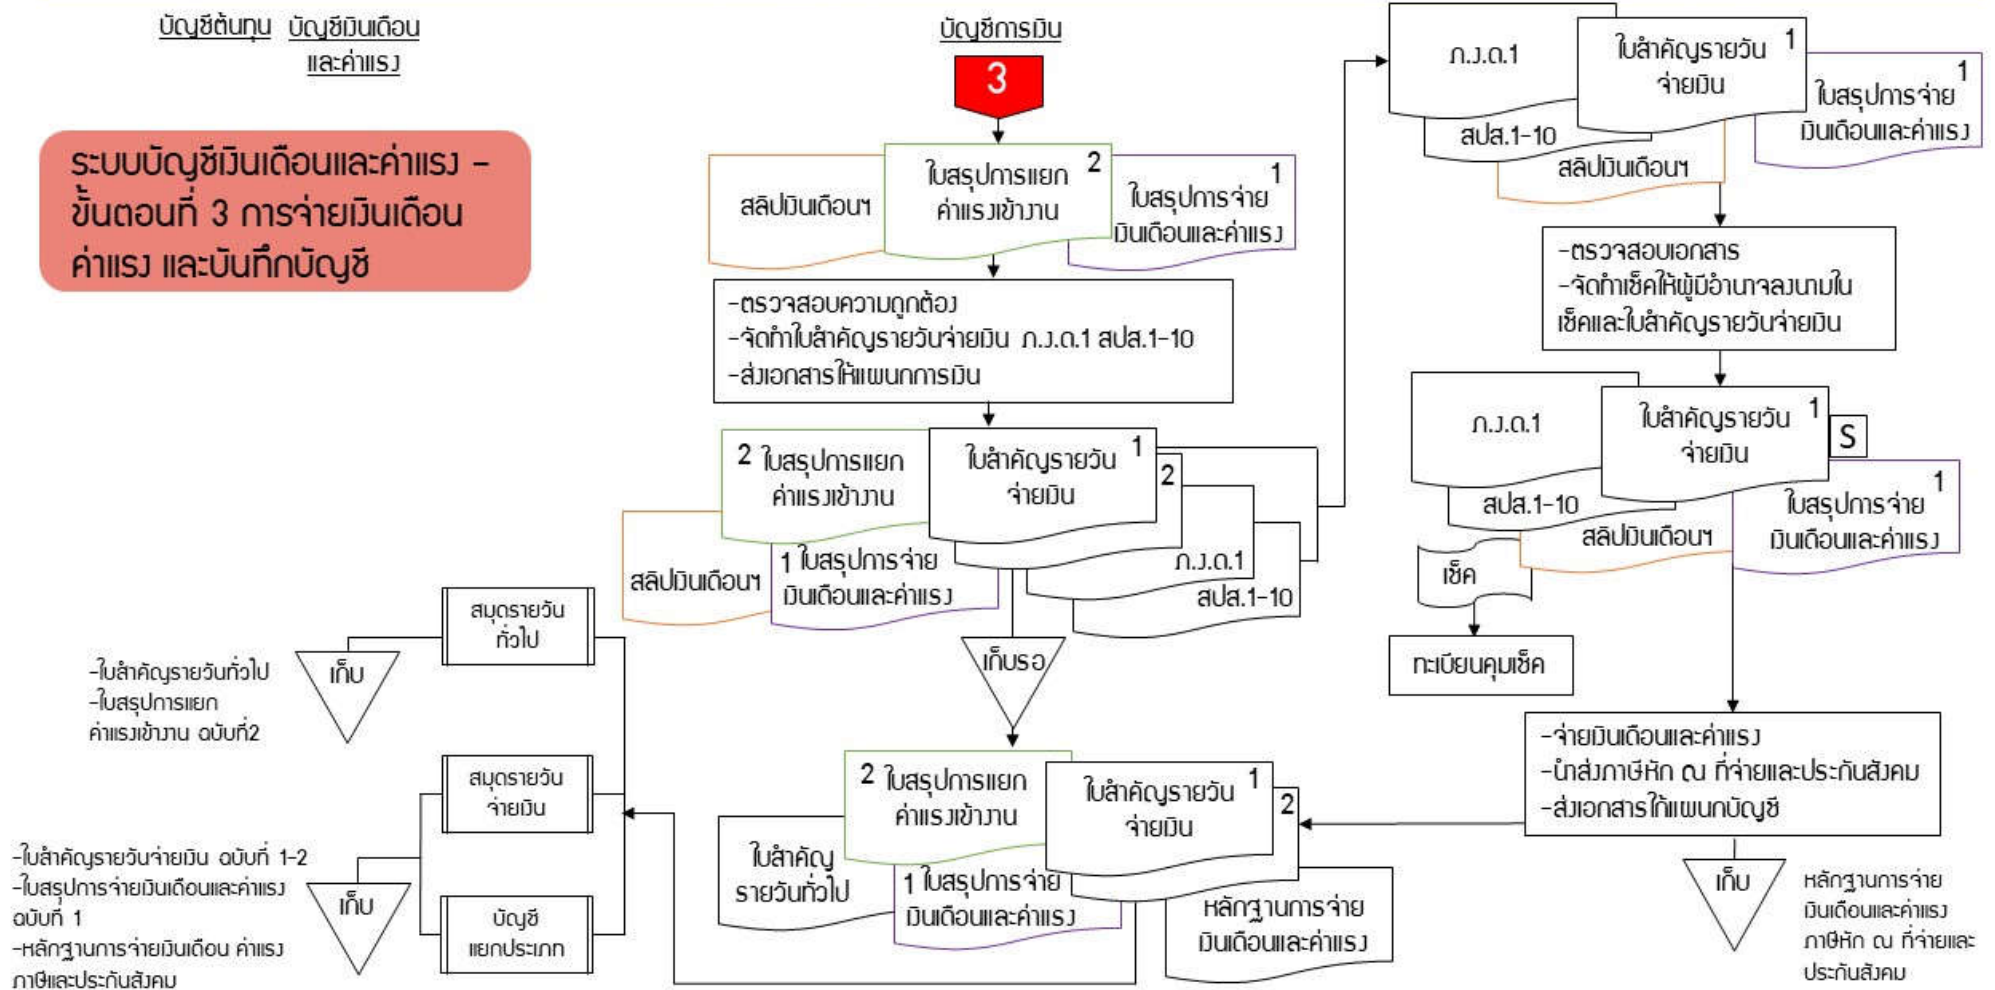 บัญชีต้นทุน
บัญชีเงินเดือน
และค่าแรง
บัญชีการเงิน
ระบบบัญชีเงินเดือนและค่าแรง –
ขั้นตอนที่ 3 การจ่ายเงินเดือน
ค่าแรง และบันทึกบัญชี
3
สลิปเงินเดือนฯ
ใบสรุปการแยก 2
ค่าแรงเข้างาน
1
ใบสรุปการจ่าย
เงินเดือนและค่าแรง
-ตรวจสอบความถูกต้อง
-จัดทำใบสำคัญรายวันจ่ายเงิน ภ.ง.ด.1 สปส.1-10
-ส่งเอกสารให้แผนกการเงิน
2 ใบสรุปการแยก
ค่าแรงเข้างาน
ใบสำคัญรายวัน 1
จ่ายเงิน
2
สลิปเงินเดือนฯ
1 ใบสรุปการจ่าย
เงินเดือนและค่าแรง
ภ.ง.ด.1
สปส.1-10
เก็บรอ
2 ใบสรุปการแยก
ค่าแรงเข้างาน
ใบสำคัญรายวัน 1
จ่ายเงิน
2
ใบสำคัญ
รายวันทั่วไป
1 ใบสรุปการจ่าย
เงินเดือนและค่าแรง
หลักฐานการจ่าย
เงินเดือนและค่าแรง
สมุดรายวัน
ทั่วไป
เก็บ
-ใบสำคัญรายวันทั่วไป
-ใบสรุปการแยก
ค่าแรงเข้างาน ฉบับที่2
สมุดรายวัน
จ่ายเงิน
บัญชี
แยกประเภท
เก็บ
-ใบสำคัญรายวันจ่ายเงิน ฉบับที่ 1-2
-ใบสรุปการจ่ายเงินเดือนและค่าแรง
ฉบับที่ 1
-หลักฐานการจ่ายเงินเดือน ค่าแรง
ภาษีและประกันสังคม
ภ.ง.ด.1
ใบสำคัญรายวัน 1
จ่ายเงิน
1
ใบสรุปการจ่าย
เงินเดือนและค่าแรง
สปส.1-10
สลิปเงินเดือนฯ
-ตรวจสอบเอกสาร
-จัดทำเช็คให้ผู้มีอำนาจลงนามใน
เช็คและใบสำคัญรายวันจ่ายเงิน
ภ.ง.ด.1
ใบสำคัญรายวัน 1
จ่ายเงิน
S
1
ใบสรุปการจ่าย
เงินเดือนและค่าแรง
สปส.1-10
สลิปเงินเดือนฯ
เช็ค
ทะเบียนคุมเช็ค
-จ่ายเงินเดือนและค่าแรง
-นำส่งภาษีหัก ณ ที่จ่ายและประกันสังคม
-ส่งเอกสารให้แผนกบัญชี
เก็บ
หลักฐานการจ่าย
เงินเดือนและค่าแรง
ภาษีหัก ณ ที่จ่ายและ
ประกันสังคม